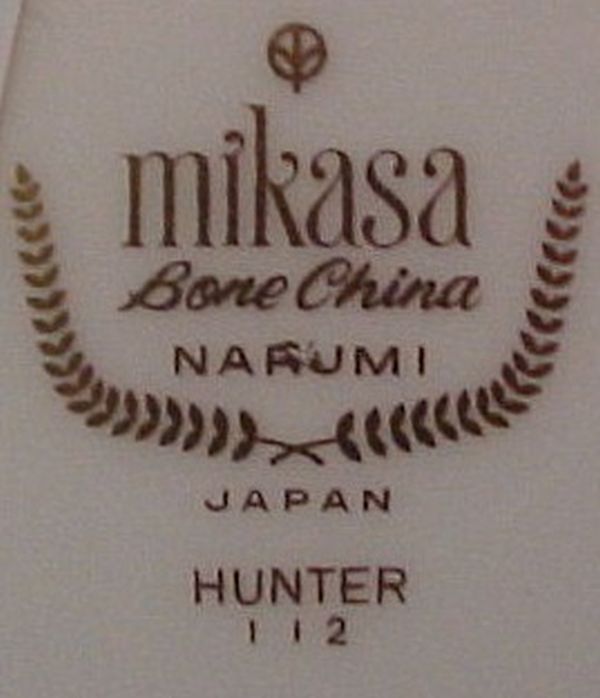 mikasa
Bone China
NARUMI
JAPAN
HUNTER
112